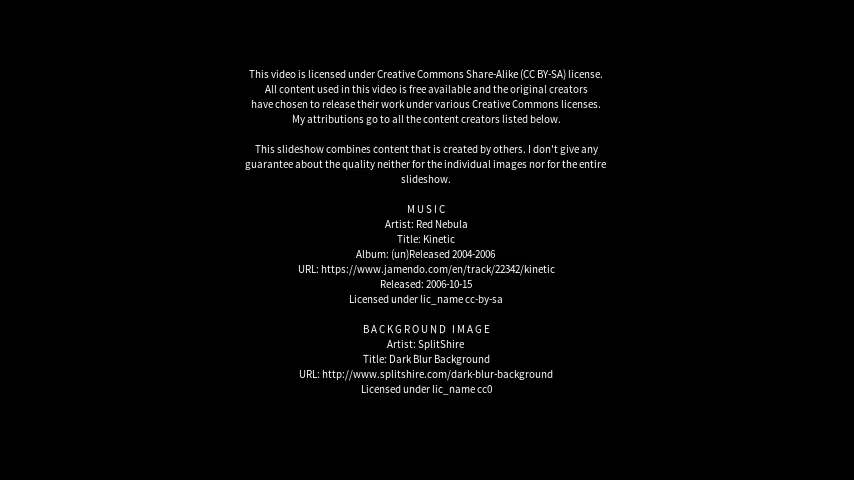 This video is licensed under Creative Commons Share-Alike (CC BY-SA) license.
All content used in this video is free available and the original creators
have chosen to release their work under various Creative Commons licenses.
My attributions go to all the content creators listed below.
This slideshow combines content that is created by others. I don't give any
guarantee about the quality neither for the individual images nor for the entire
slideshow.
MUSIC
Artist: Red Nebula
Title: Kinetic
Album: (un)Released 2004-2006
URL: https://www.jamendo.com/en/track/22342/kinetic
Released: 2006-10-15
Licensed under lic_name cc-by-sa
BACKGROUND IMAGE
Artist: SplitShire
Title: Dark Blur Background
URL: http://www.splitshire.com/dark-blur-background
Licensed under lic_name cc0